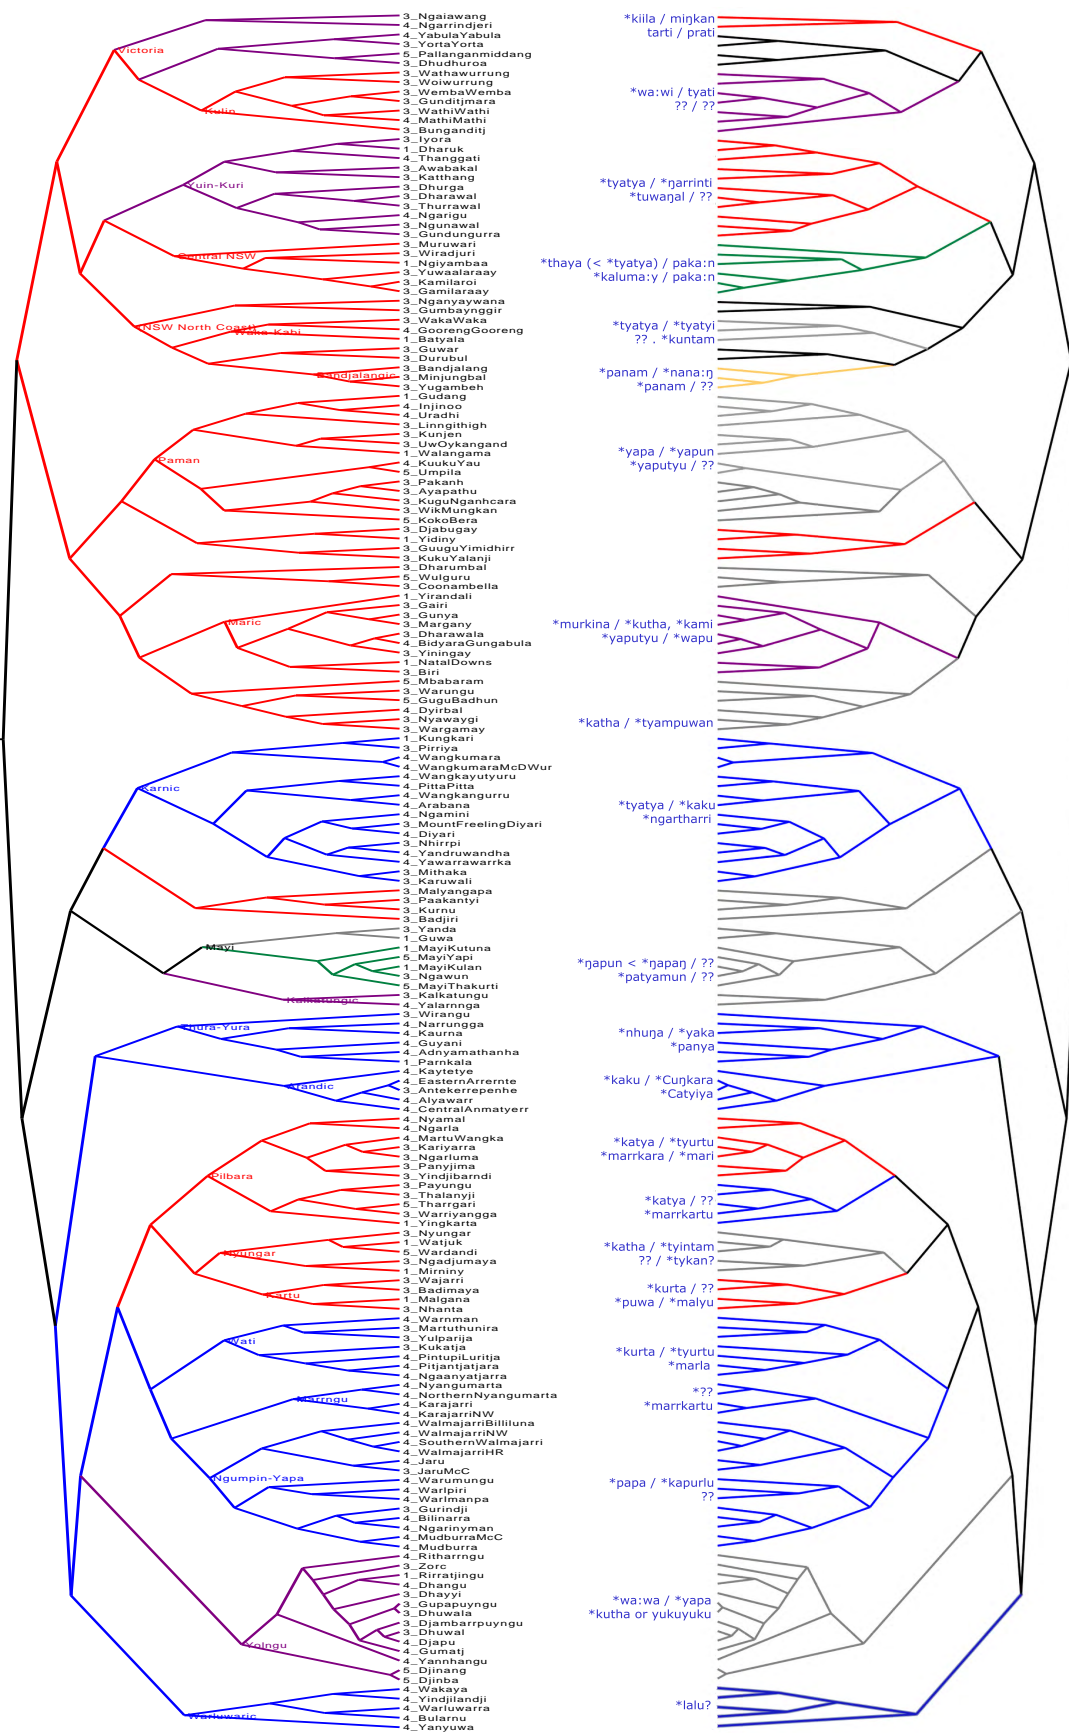 3_Ngaiawang
4_Ngarrindjeri
4_YabulaYabula
3_YortaYorta
5_Pallanganmiddang
3_Dhudhuroa
3_Wathawurrung
3_Woiwurrung
3_WembaWemba
3_Gunditjmara
3_WathiWathi
4_MathiMathi
3_Bunganditj
3_Iyora
1_Dharuk
4_Thanggati
3_Awabakal
3_Katthang
3_Dhurga
3_Dharawal
3_Thurrawal
4_Ngarigu
3_Ngunawal
3_Gundungurra
3_Muruwari
3_Wiradjuri
1_Ngiyambaa
3_Yuwaalaraay
3_Kamilaroi
3_Gamilaraay
3_Nganyaywana
3_Gumbaynggir
3_WakaWaka
4_GoorengGooreng
1_Batyala
3_Guwar
3_Durubul
3_Bandjalang
3_Minjungbal
3_Yugambeh
1_Gudang
4_Injinoo
4_Uradhi
3_Linngithigh
3_Kunjen
3_UwOykangand
1_Walangama
4_KuukuYau
5_Umpila
3_Pakanh
3_Ayapathu
3_KuguNganhcara
3_WikMungkan
5_KokoBera
3_Djabugay
1_Yidiny
3_GuuguYimidhirr
3_KukuYalanji
3_Dharumbal
5_Wulguru
3_Coonambella
1_Yirandali
3_Gairi
3_Gunya
3_Margany
3_Dharawala
4_BidyaraGungabula
3_Yiningay
1_NatalDowns
3_Biri
5_Mbabaram
3_Warungu
5_GuguBadhun
4_Dyirbal
3_Nyawaygi
3_Wargamay
1_Kungkari
3_Pirriya
4_Wangkumara
4_WangkumaraMcDWur
4_Wangkayutyuru
4_PittaPitta
4_Wangkangurru
4_Arabana
4_Ngamini
3_MountFreelingDiyari
4_Diyari
3_Nhirrpi
4_Yandruwandha
4_Yawarrawarrka
3_Mithaka
3_Karuwali
3_Malyangapa
3_Paakantyi
3_Kurnu
3_Badjiri
3_Yanda
1_Guwa
1_MayiKutuna
5_MayiYapi
1_MayiKulan
3_Ngawun
5_MayiThakurti
3_Kalkatungu
4_Yalarnnga
3_Wirangu
4_Narrungga
4_Kaurna
4_Guyani
4_Adnyamathanha
1_Parnkala
4_Kaytetye
4_EasternArrernte
3_Antekerrepenhe
4_Alyawarr
4_CentralAnmatyerr
4_Nyamal
4_Ngarla
4_MartuWangka
3_Kariyarra
3_Ngarluma
3_Panyjima
3_Yindjibarndi
3_Payungu
3_Thalanyji
5_Tharrgari
3_Warriyangga
1_Yingkarta
3_Nyungar
1_Watjuk
5_Wardandi
3_Ngadjumaya
1_Mirniny
3_Wajarri
3_Badimaya
1_Malgana
3_Nhanta
4_Warnman
3_Martuthunira
3_Yulparija
3_Kukatja
4_PintupiLuritja
4_Pitjantjatjara
4_Ngaanyatjarra
4_Nyangumarta
4_NorthernNyangumarta
4_Karajarri
4_KarajarriNW
4_WalmajarriBilliluna
4_WalmajarriNW
4_SouthernWalmajarri
4_WalmajarriHR
4_Jaru
3_JaruMcC
4_Warumungu
4_Warlpiri
4_Warlmanpa
3_Gurindji
4_Bilinarra
4_Ngarinyman
4_MudburraMcC
4_Mudburra
4_Ritharrngu
3_Zorc
1_Rirratjingu
4_Dhangu
3_Dhayyi
3_Gupapuyngu
3_Dhuwala
3_Djambarrpuyngu
3_Dhuwal
4_Djapu
4_Gumatj
4_Yannhangu
5_Djinang
5_Djinba
4_Wakaya
4_Yindjilandji
4_Warluwarra
4_Bularnu
4_Yanyuwa
Victoria
Kulin
Yuin-Kuri
Central NSW
(NSW North Coast)
Waka-Kabi
Bandjalangic
Paman
Maric
Karnic
Mayi
Kalkatungic
Thura-Yura
Arandic
Pilbara
Nyungar
Kartu
Wati
Marrngu
Ngumpin-Yapa
Yolngu
Warluwaric
*kiila / miŋkan
tarti / prati
*wa:wi / tyati
?? / ??
*tyatya / *ŋarrinti
*tuwaŋal / ??
*thaya (< *tyatya) / paka:n
*kaluma:y / paka:n
*tyatya / *tyatyi
?? . *kuntam
*panam / *nana:ŋ
*panam / ??
*yapa / *yapun
*yaputyu / ??
*murkina / *kutha, *kami
*yaputyu / *wapu
*katha / *tyampuwan
*tyatya / *kaku
*ngartharri
*ŋapun < *ŋapaŋ / ??
*patyamun / ??
*nhuŋa / *yaka
*panya
*kaku / *Cuŋkara
*Catyiya
*katya / *tyurtu
*marrkara / *mari
*katya / ??
*marrkartu
*katha / *tyintam
?? / *tykan?
*kurta / ??
*puwa / *malyu
*kurta / *tyurtu
*marla
*??
*marrkartu
*papa / *kapurlu
??
*wa:wa / *yapa
*kutha or yukuyuku
*lalu?